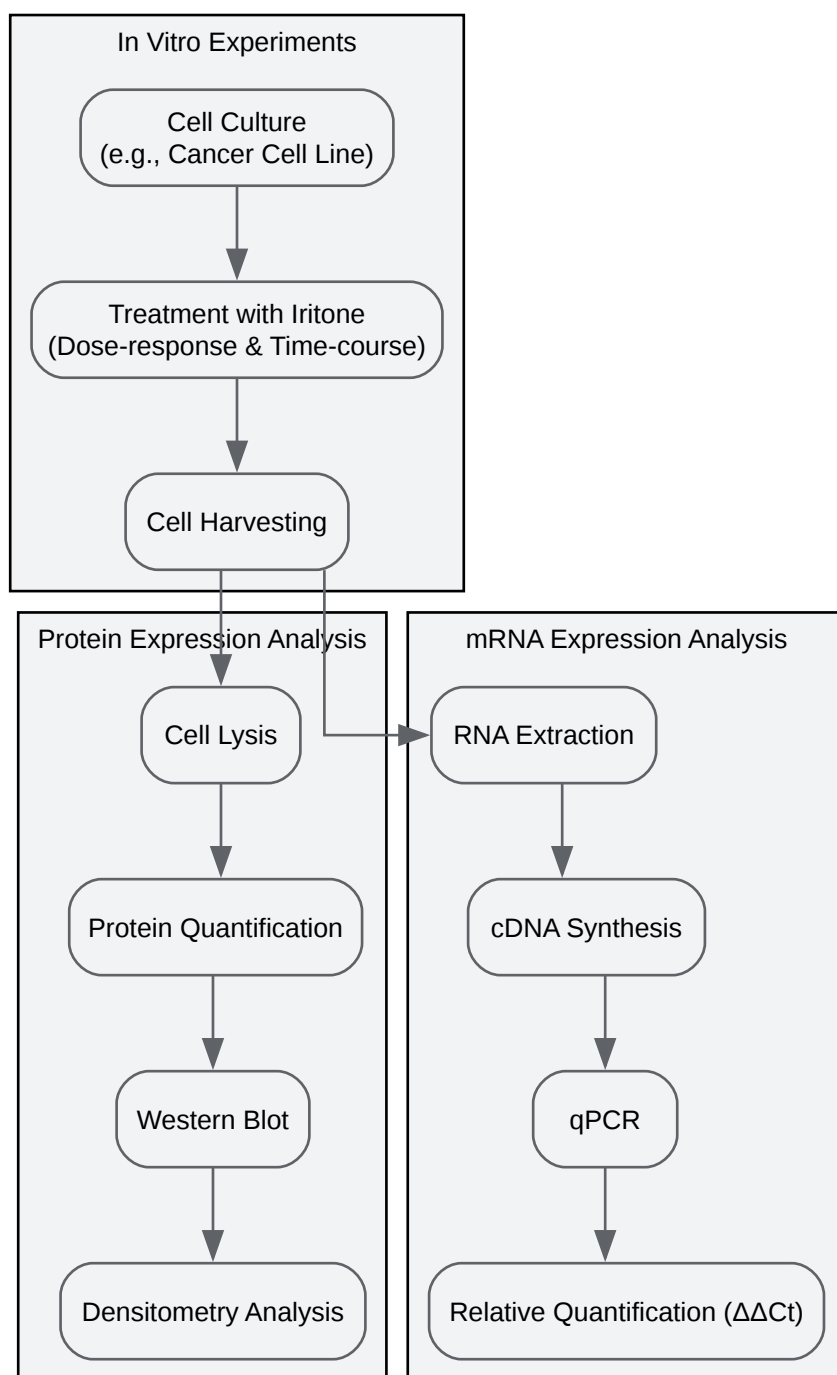 In Vitro Experiments
Cell Culture
(e.g., Cancer Cell Line)
Treatment with Iritone
(Dose-response & Time-course)
Cell Harvesting
Protein Expression Analysis
Cell Lysis
Protein Quantification
Western Blot
Densitometry Analysis
mRNA Expression Analysis
RNA Extraction
cDNA Synthesis
qPCR
Relative Quantification (ΔΔCt)